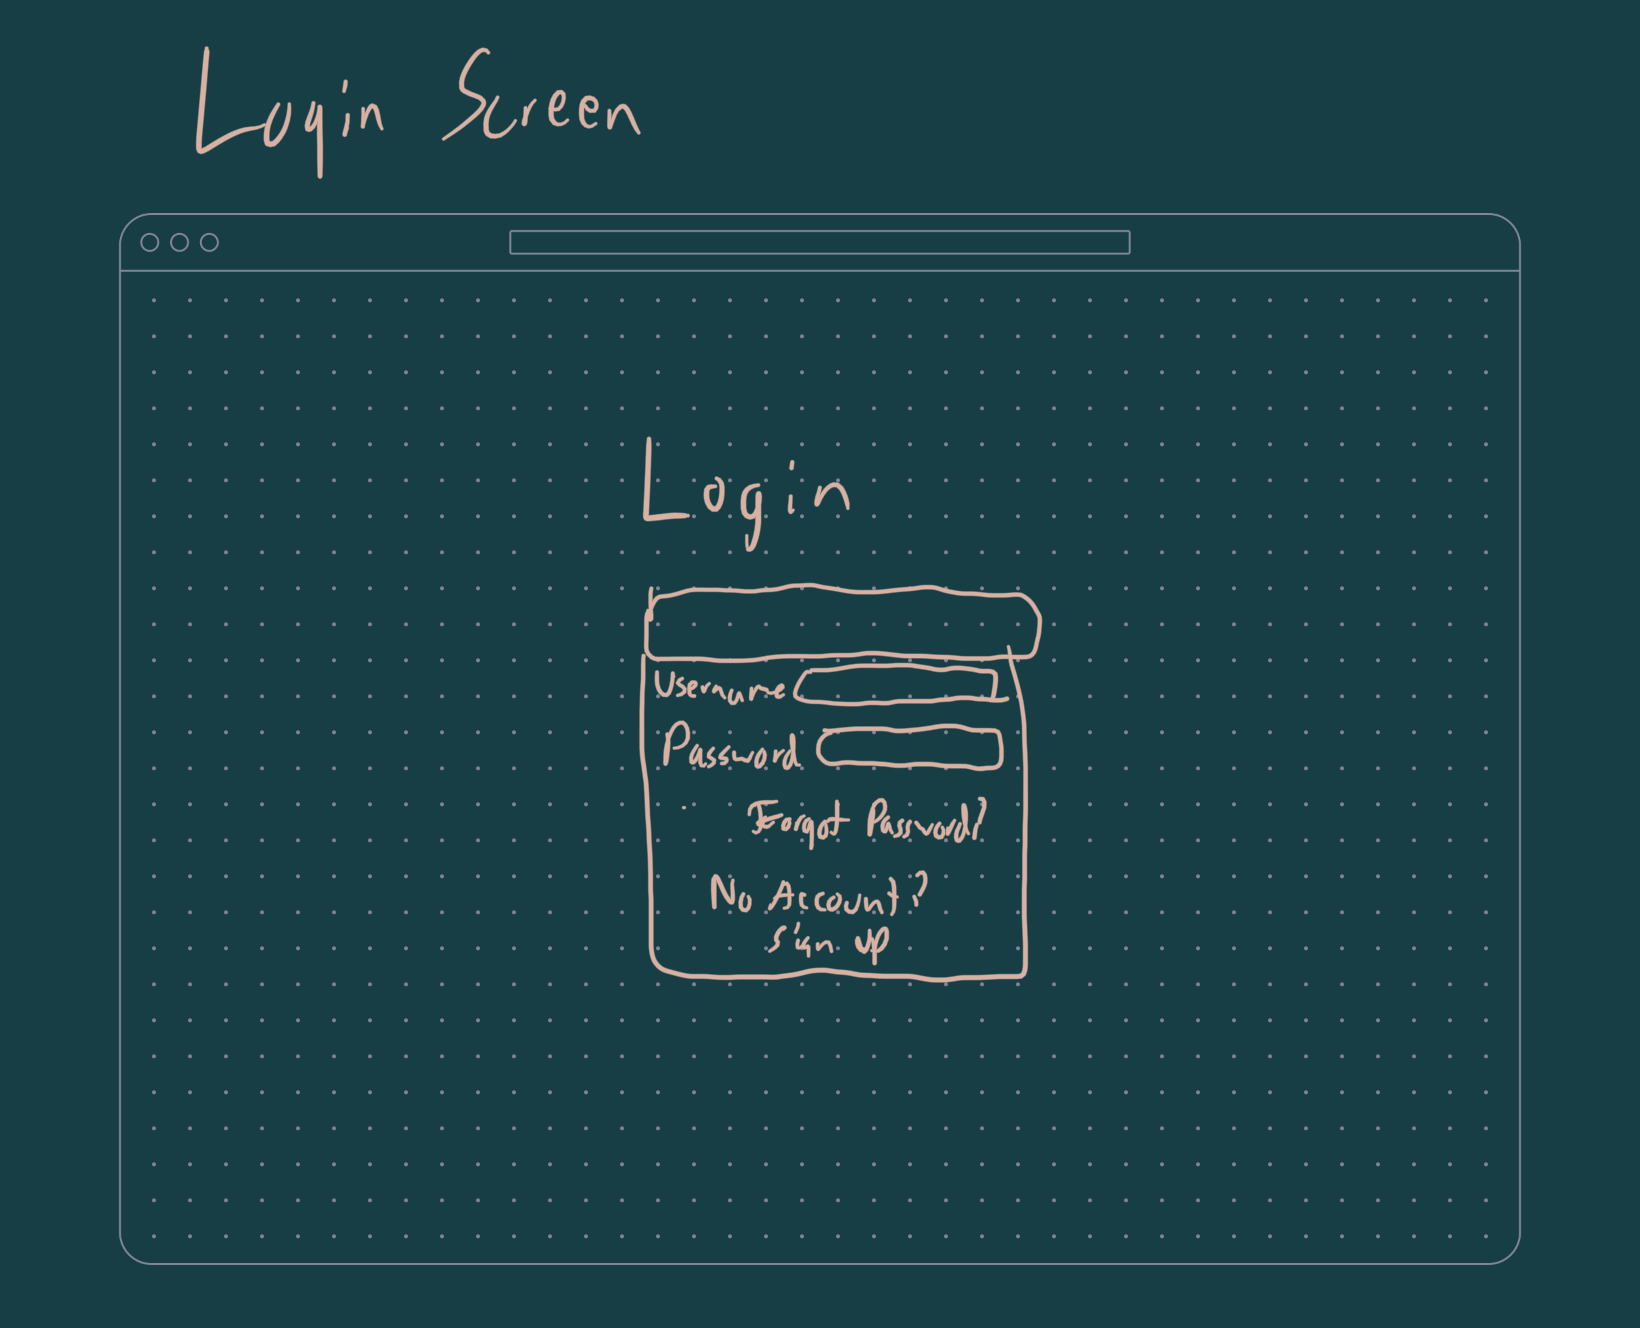 Login Screen
Login
Username
Password
Forgot Password?
No Account?
Sign up